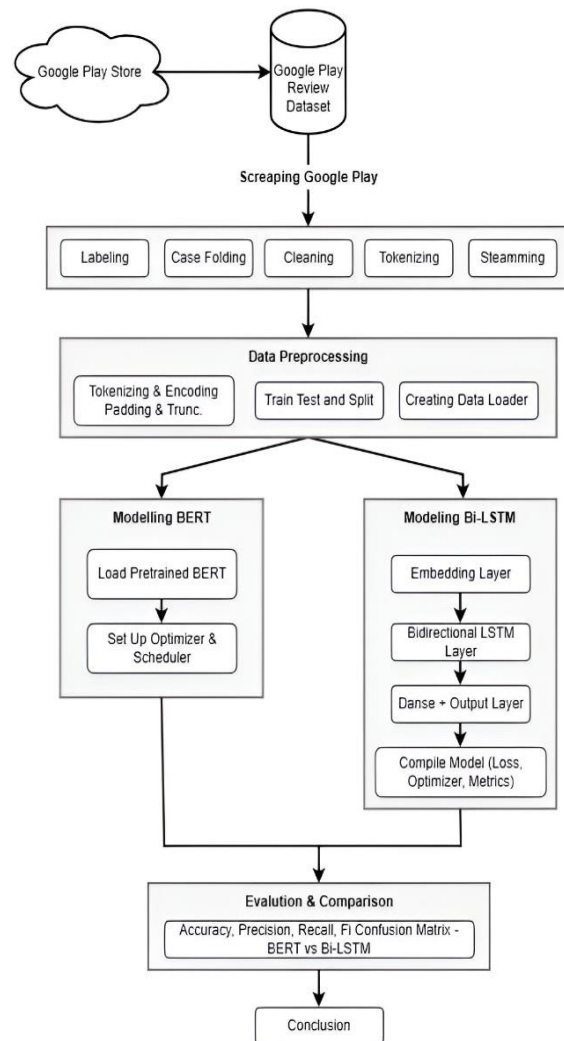 Google Play Store
Google Play
Review
Dataset
Screaping Google Play
Labeling
Case Folding
Cleaning
Tokenizing
Steamming
Data Preprocessing
Tokenizing & Encoding
Padding & Trunc.
Train Test and Split
Creating Data Loader
Modelling BERT
Load Pretrained BERT
Set Up Optimizer &
Scheduler
Modeling Bi-LSTM
Embedding Layer
Bidirectional LSTM
Layer
Danse + Output Layer
Compile Model (Loss,
Optimizer, Metrics)
Evalution & Comparison
Accuracy, Precision, Recall, Fi Confusion Matrix -
BERT vs Bi-LSTM
Conclusion